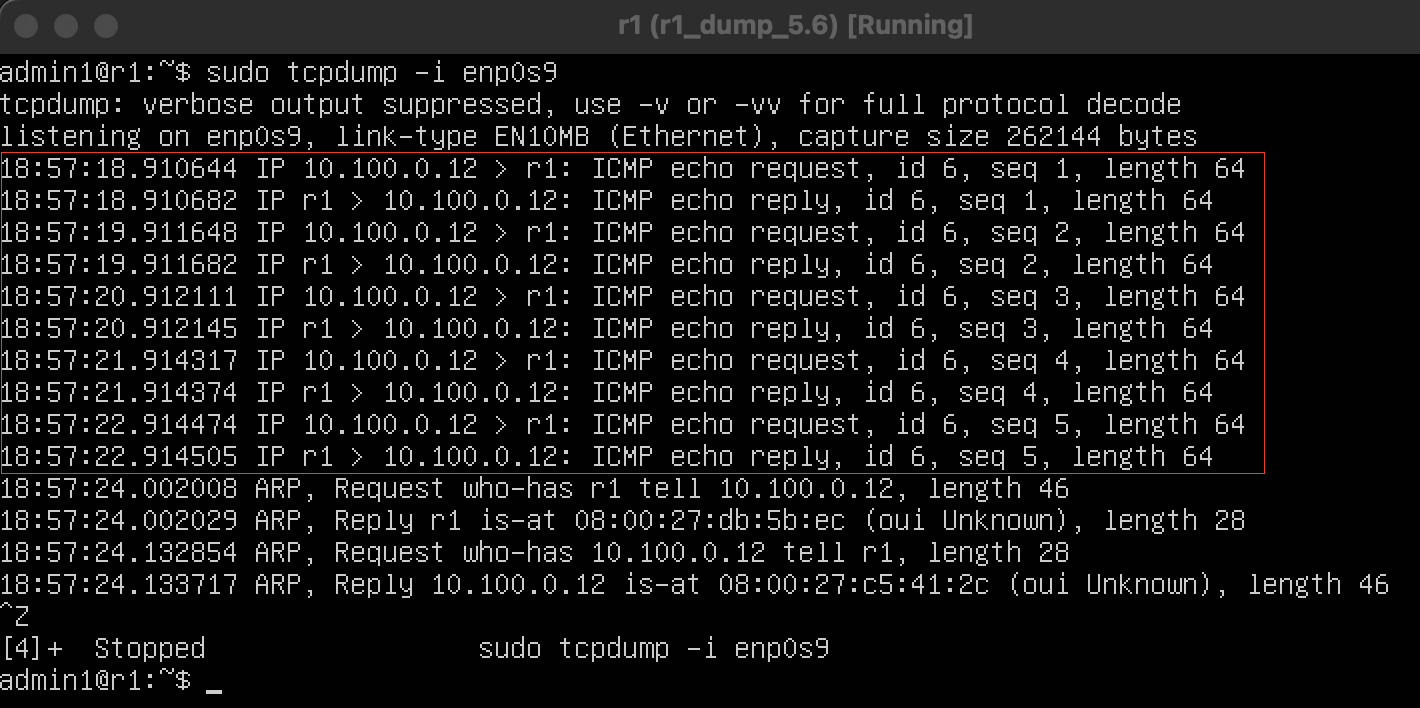 r1 (r1_dump_5.6) [Running]
admin1@r1:~$ sudo tcpdump -i enp0s9
tcpdump: verbose output suppressed, use -v or -vv for full protocol decode
listening on enp0s9, link-type EN10MB (Ethernet), capture size 262144 bytes
18:57:18.910644 IP 10.100.0.12 > r1: ICMP echo request, id 6, seq 1, length 64
18:57:18.910682 IP r1 > 10.100.0.12: ICMP echo reply, id 6, seq 1, length 64
18:57:19.911648 IP 10.100.0.12 > r1: ICMP echo request, id 6, seq 2, length 64
18:57:19.911682 IP r1 > 10.100.0.12: ICMP echo reply, id 6, seq 2, length 64
18:57:20.912111 IP 10.100.0.12 > r1: ICMP echo request, id 6, seq 3, length 64
18:57:20.912145 IP r1 > 10.100.0.12: ICMP echo reply, id 6, seq 3, length 64
18:57:21.914317 IP 10.100.0.12 > r1: ICMP echo request, id 6, seq 4, length 64
18:57:21.914374 IP r1 > 10.100.0.12: ICMP echo reply, id 6, seq 4, length 64
18:57:22.914474 IP 10.100.0.12 > r1: ICMP echo request, id 6, seq 5, length 64
18:57:22.914505 IP r1 > 10.100.0.12: ICMP echo reply, id 6, seq 5, length 64
18:57:24.002008 ARP, Request who-has r1 tell 10.100.0.12, length 46
18:57:24.002029 ARP, Reply r1 is-at 08:00:27:db:5b:ec (oui Unknown), length 28
18:57:24.132854 ARP, Request who-has 10.100.0.12 tell r1, length 28
18:57:24.133717 ARP, Reply 10.100.0.12 is-at 08:00:27:c5:41:2c (oui Unknown), length 46
^Z
[4]+  Stopped                 sudo tcpdump -i enp0s9
admin1@r1:~$ _